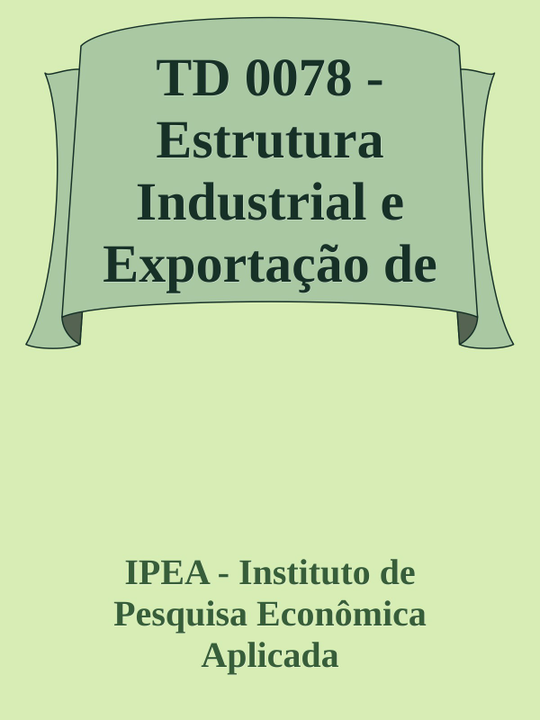 TD 0078 -
Estrutura
Industrial e
Exportação de
IPEA - Instituto de
Pesquisa Econômica
Aplicada